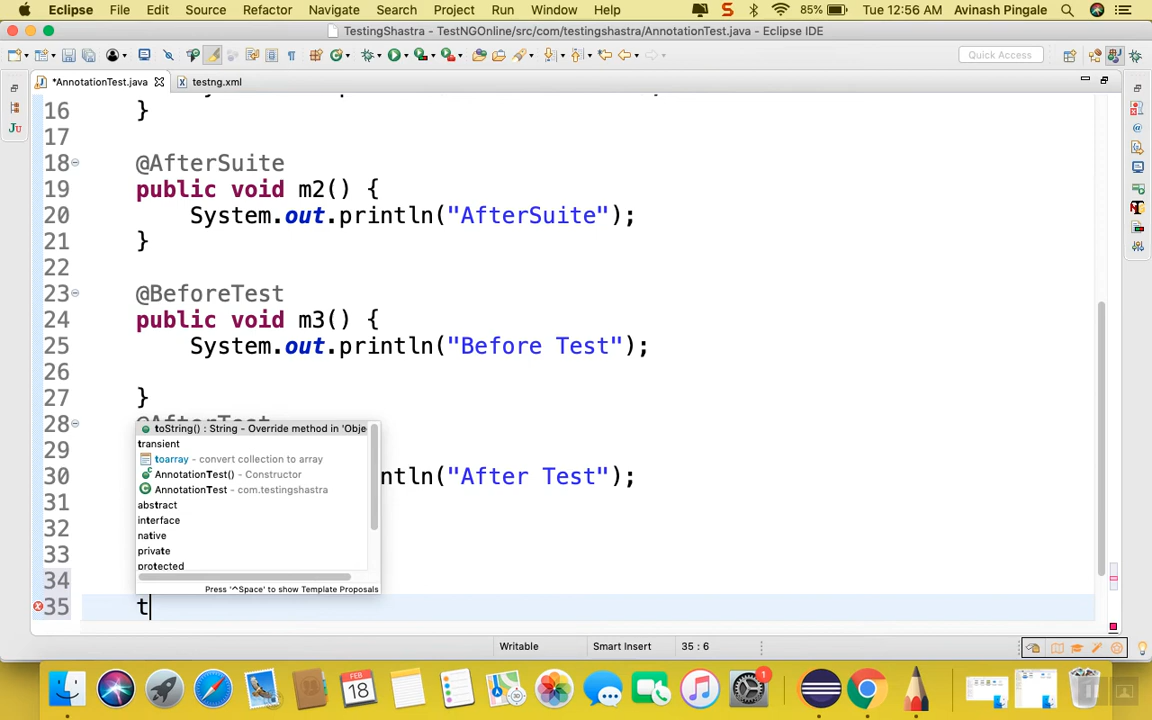 Eclipse File Edit Source Refactor Navigate Search Project Run Window Help 85% Tue 12:56 AM Avinash Pingale
TestingShastra - TestNGOnline/src/com/testingshastra/AnnotationTest.java - Eclipse IDE
Quick Access
*AnnotationTest.java testng.xml
16 }
17
18 @AfterSuite
19 public void m2() {
20 System.out.println("AfterSuite");
21 }
22
23 @BeforeTest
24 public void m3() {
25 System.out.println("Before Test");
26
27 }
28 @AfterTest
29
30 ntln("After Test");
31
32
33
34
35 t
toString() : String - Override method in 'Obje
transient
toarray - convert collection to array
AnnotationTest() - Constructor
AnnotationTest - com.testingshastra
abstract
interface
native
private
protected
Press '^Space' to show Template Proposals
Writable Smart Insert 35 : 6
FEB
18
1